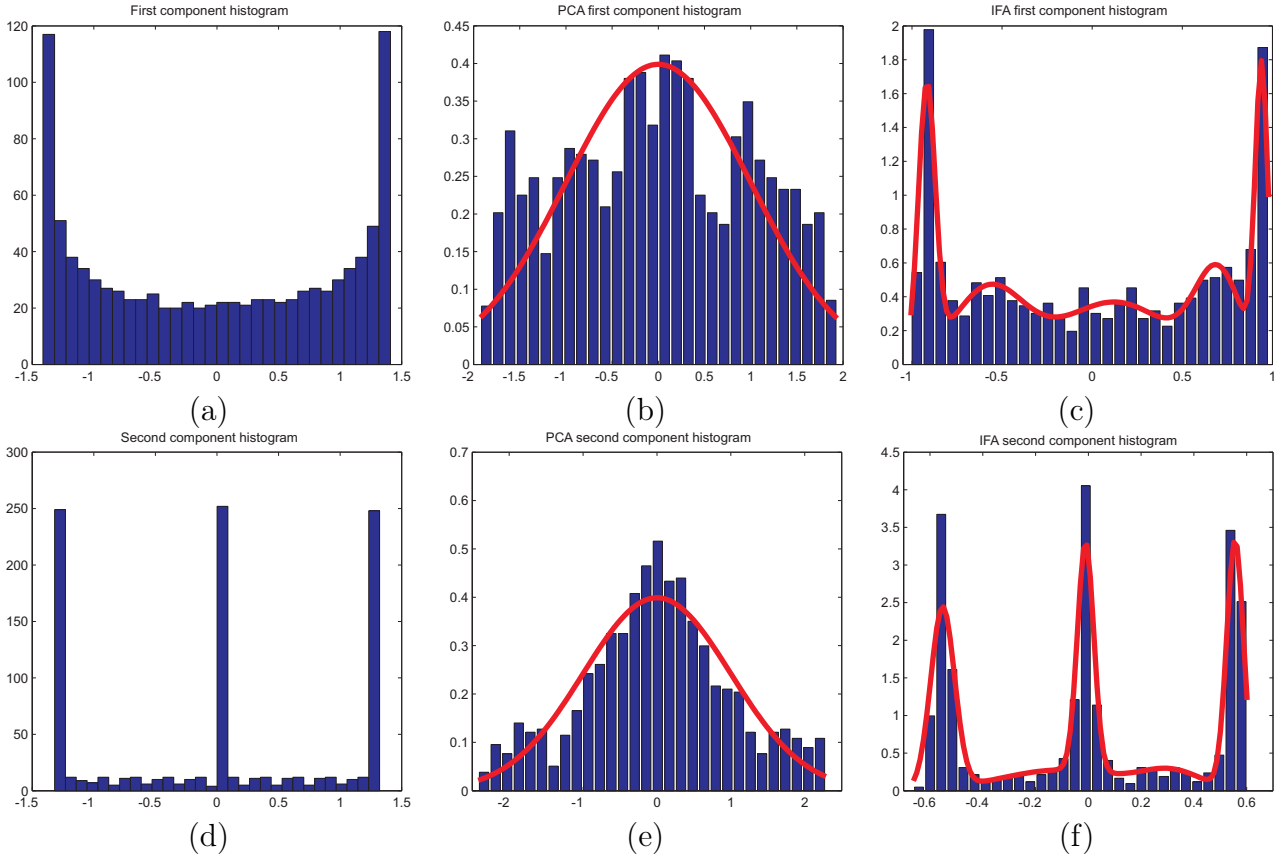 First component histogram
120
100
80
60
40
20
0
-1.5 -1 -0.5 0 0.5 1 1.5
(a)
PCA first component histogram
0.45
0.4
0.35
0.3
0.25
0.2
0.15
0.1
0.05
0
-2 -1.5 -1 -0.5 0 0.5 1 1.5 2
(b)
IFA first component histogram
2
1.8
1.6
1.4
1.2
1
0.8
0.6
0.4
0.2
0
-1 -0.5 0 0.5 1
(c)
Second component histogram
300
250
200
150
100
50
0
-1.5 -1 -0.5 0 0.5 1 1.5
(d)
PCA second component histogram
0.7
0.6
0.5
0.4
0.3
0.2
0.1
0
-2 -1 0 1 2
(e)
IFA second component histogram
4.5
4
3.5
3
2.5
2
1.5
1
0.5
0
-0.6 -0.4 -0.2 0 0.2 0.4 0.6
(f)